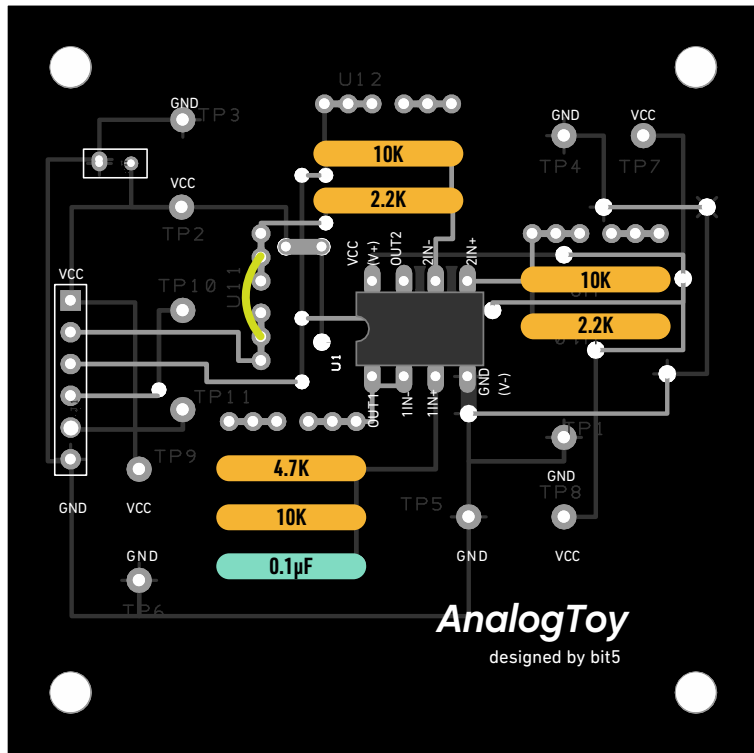 U12
GND
TP3
GND
VCC
10K
TP4
TP7
VCC
2.2K
TP2
VCC
(V+)
OUT2
2IN-
2IN+
VCC
TP10
U11
10K
2.2K
U1
TP11
OUT1
1IN-
1IN+
GND
(V-)
TP1
4.7K
TP9
GND
TP5
TP8
GND
VCC
10K
GND
VCC
GND
0.1µF
TP6
AnalogToy
designed by bit5